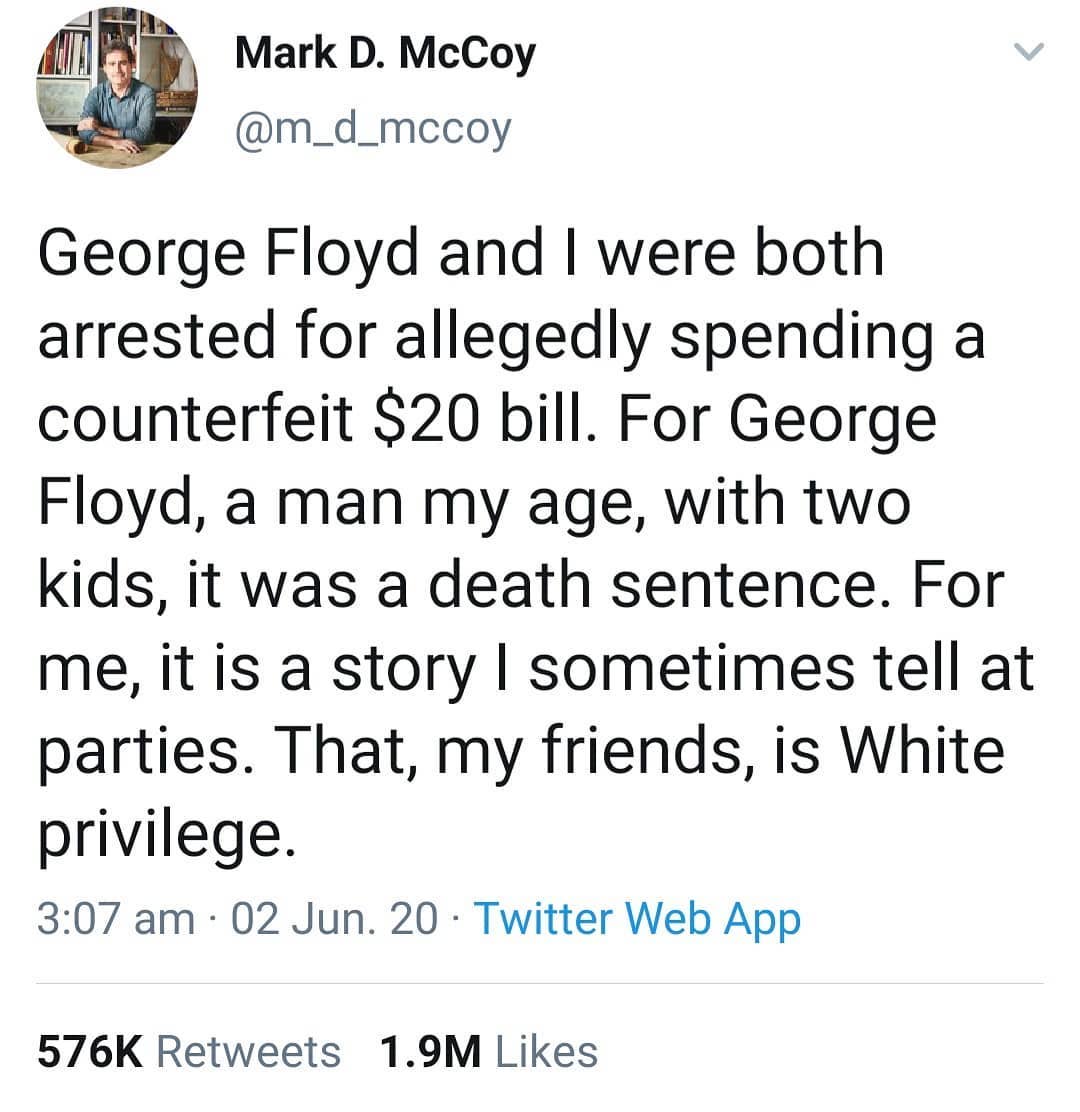 Mark D. McCoy
@m_d_mccoy
George Floyd and I were both
arrested for allegedly spending a
counterfeit $20 bill. For George
Floyd, a man my age, with two
kids, it was a death sentence. For
me, it is a story I sometimes tell at
parties. That, my friends, is White
privilege.
3:07 am · 02 Jun. 20 · Twitter Web App
576K Retweets 1.9M Likes